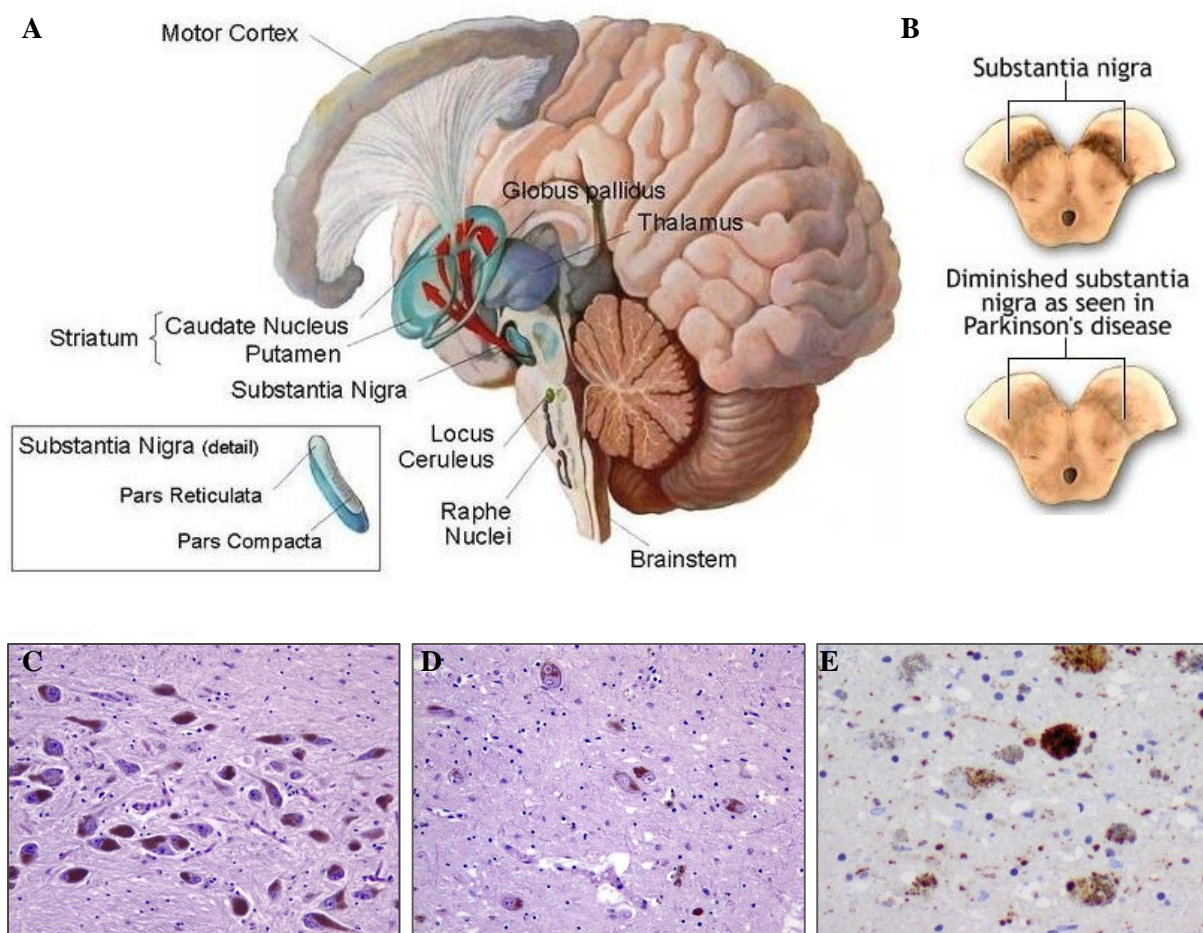 A
Motor Cortex
Globus pallidus
Thalamus
Striatum
Caudate Nucleus
Putamen
Substantia Nigra
Locus
Ceruleus
Raphe
Nuclei
Brainstem
Substantia Nigra (detail)
Pars Reticulata
Pars Compacta
B
Substantia nigra
Diminished substantia
nigra as seen in
Parkinson's disease
C
D
E